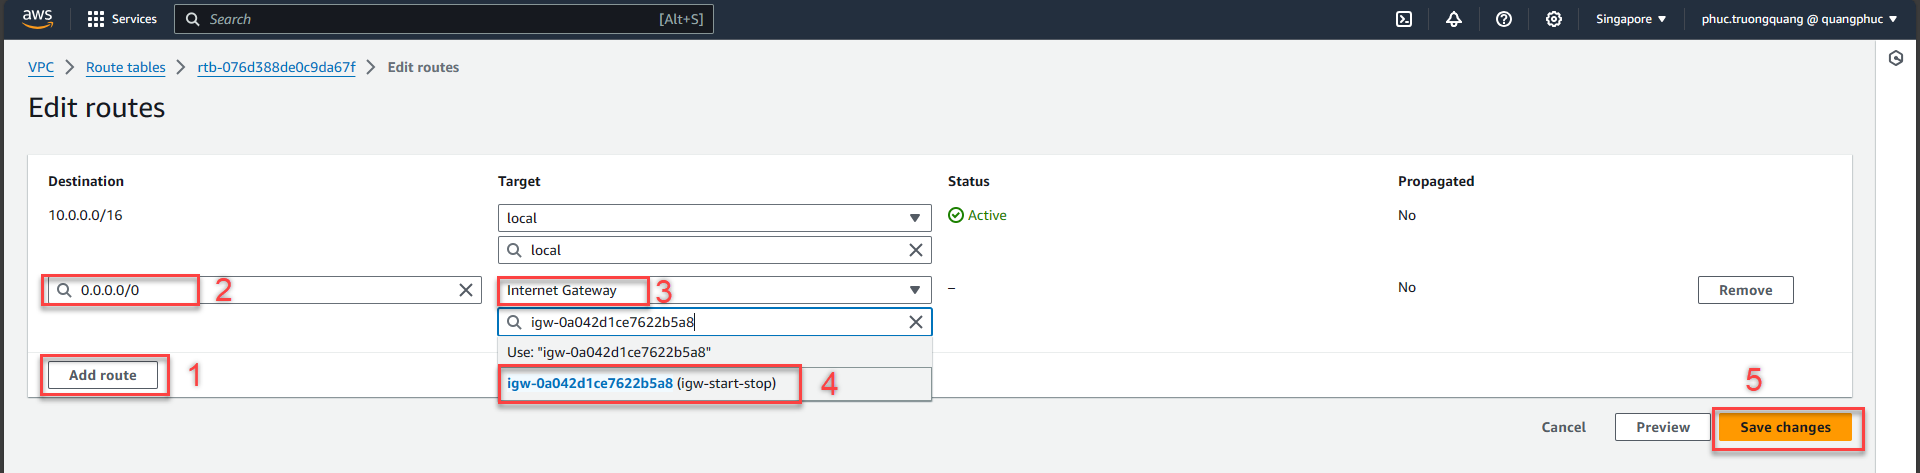 aws Services Search [Alt+S] Singapore phuc.truongquang @ quangphuc
VPC Route tables rtb-076d388de0c9da67f Edit routes
Edit routes
Destination Target Status Propagated
10.0.0.0/16 local Active No
local
0.0.0.0/0 2 Internet Gateway 3 – No Remove
igw-0a042d1ce7622b5a8
Use: "igw-0a042d1ce7622b5a8"
Add route 1 igw-0a042d1ce7622b5a8 (igw-start-stop) 4 5
Cancel Preview Save changes